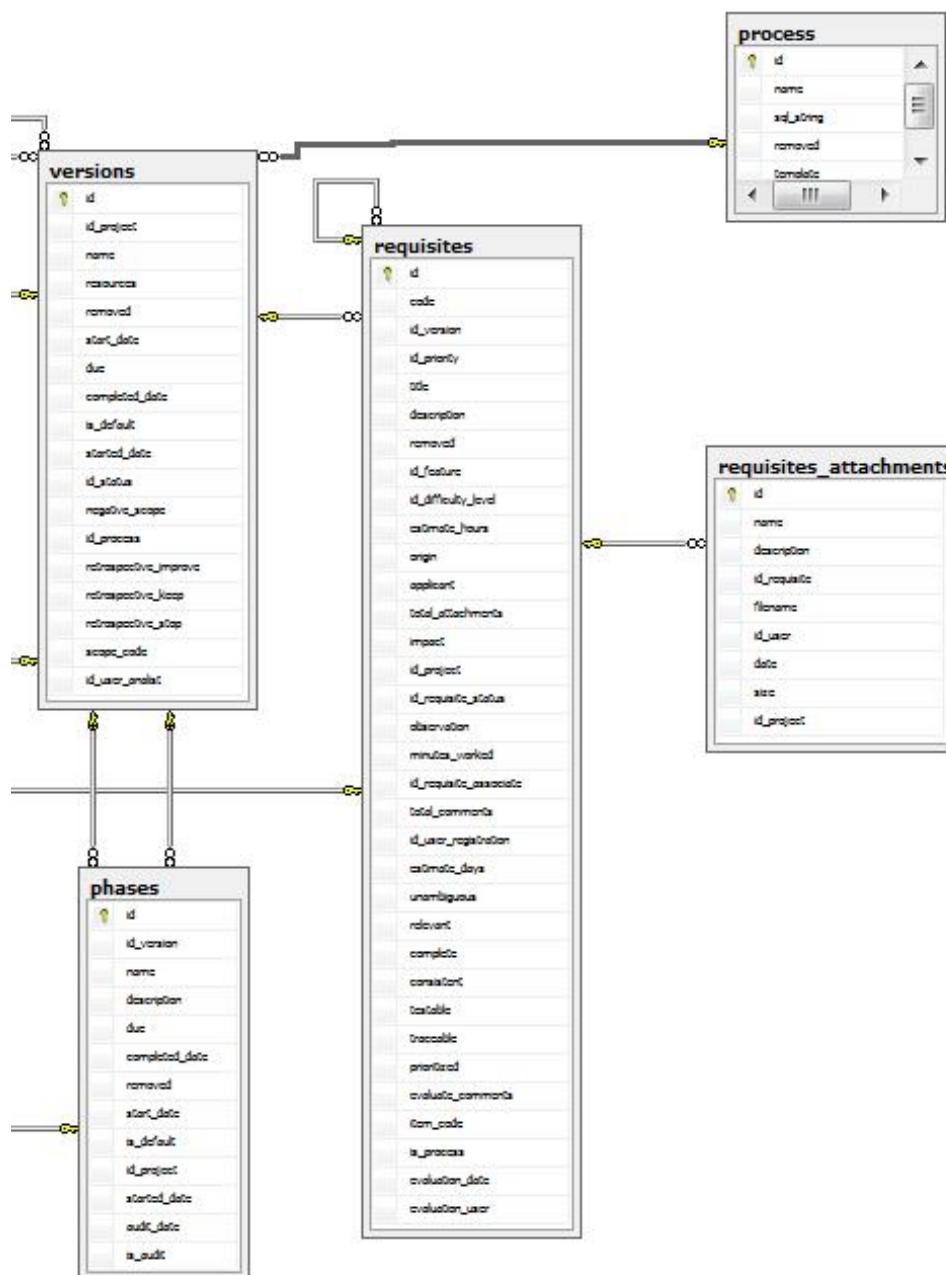 process
id
name
sql_string
removed
template
versions
id
id_project
name
resources
removed
start_date
due
completed_date
is_default
started_date
id_status
negative_scope
id_process
retrospective_improve
retrospective_keep
retrospective_stop
scope_code
id_user_analist
requisites
id
code
id_version
id_priority
title
description
removed
id_feature
id_difficulty_level
estimate_hours
origin
applicant
total_attachments
impact
id_project
id_requisite_status
observation
minutes_worked
id_requisite_associate
total_comments
id_user_registration
estimate_days
unambiguous
relevant
complete
consistent
testable
traceable
prioritized
evaluate_comments
item_code
is_process
evaluation_date
evaluation_user
requisites_attachments
id
name
description
id_requisite
filename
id_user
date
size
id_project
phases
id
id_version
name
description
due
completed_date
removed
start_date
is_default
id_project
started_date
audit_date
is_audit